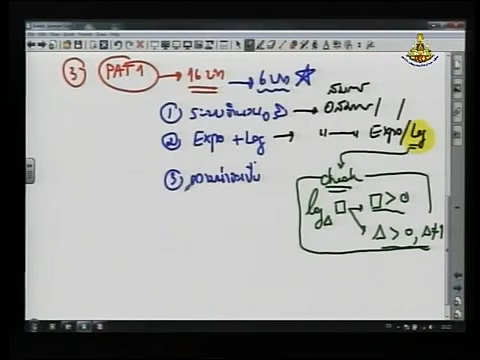 ③ PAT 1 → 16 บท → 6 บท ☆
สมการ
① ระบบจำนวนจริง → อสมการ / /
② Expo + Log → " — Expo/Log
③ ความน่าจะเป็น
check
log△ □ → □ > 0
△ > 0, △ ≠ 1